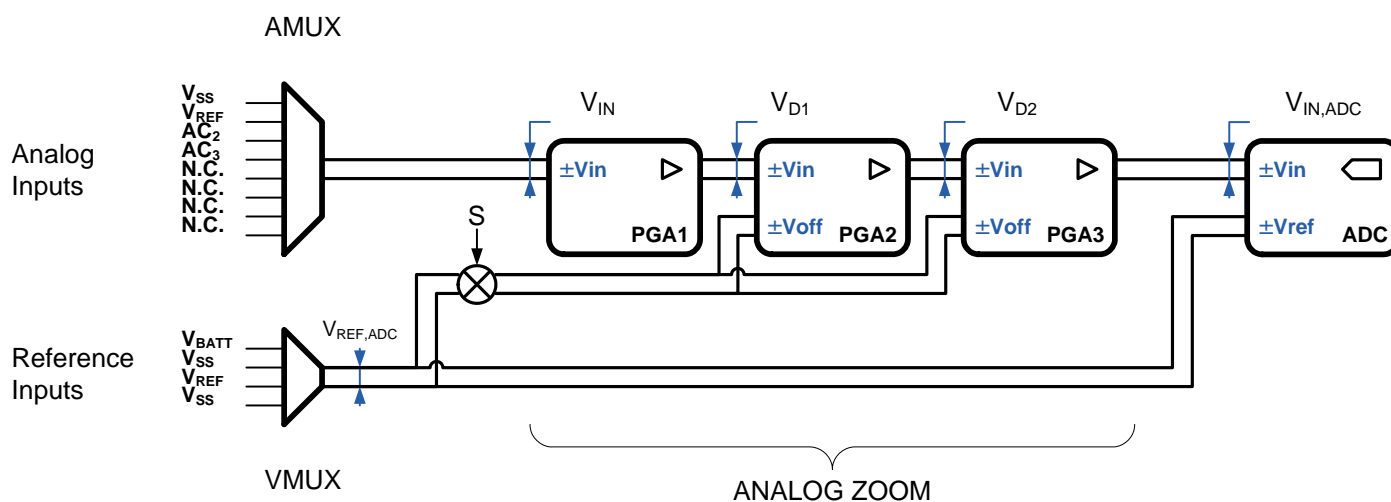 AMUX
Analog
Inputs
VSS
VREF
AC2
AC3
N.C.
N.C.
N.C.
N.C.
VIN
VD1
VD2
VIN,ADC
±Vin
PGA1
±Vin
±Voff
PGA2
±Vin
±Voff
PGA3
±Vin
±Vref
ADC
S
Reference
Inputs
VBATT
VSS
VREF
VSS
VREF,ADC
VMUX
ANALOG ZOOM